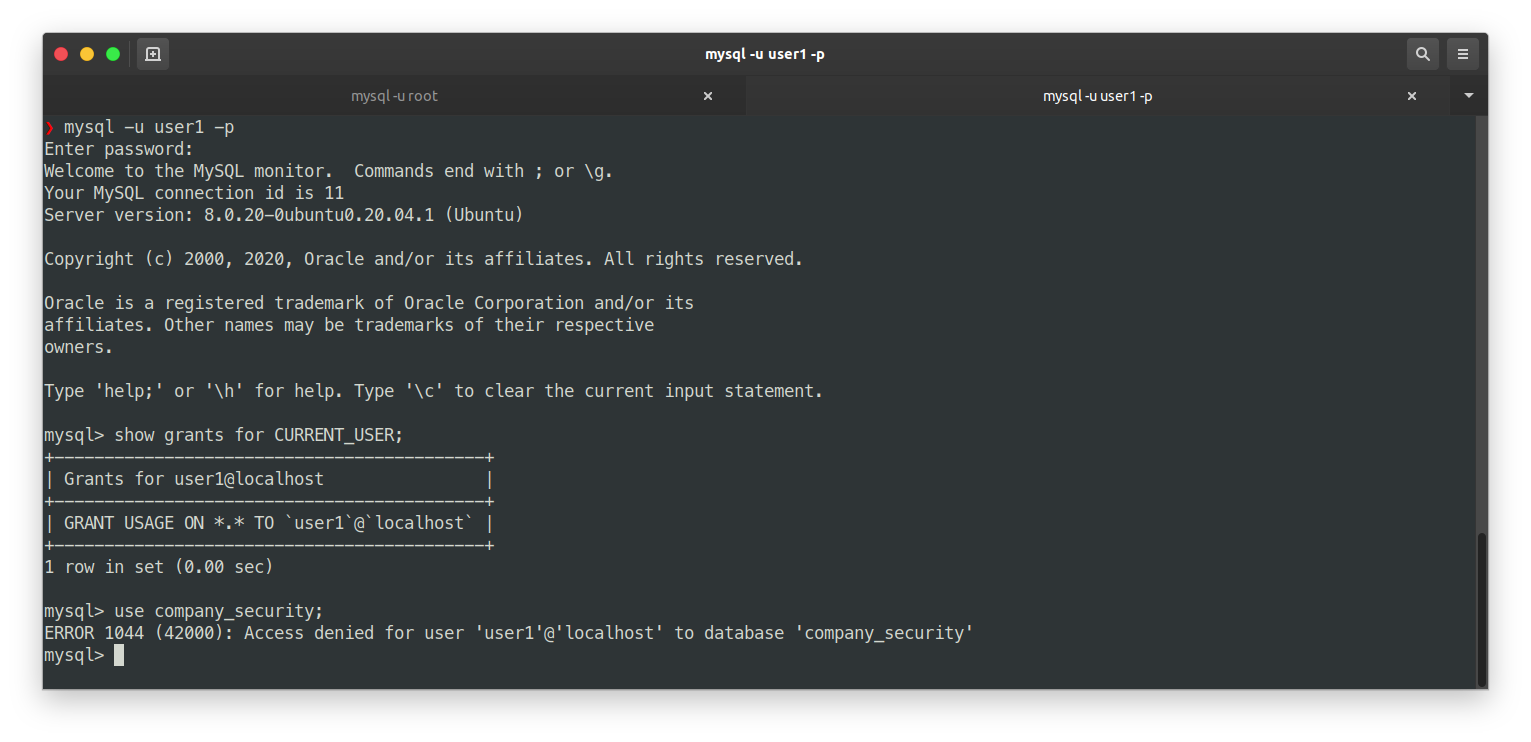 mysql -u user1 -p
mysql -u root
mysql -u user1 -p
❯ mysql -u user1 -p
Enter password:
Welcome to the MySQL monitor.  Commands end with ; or \g.
Your MySQL connection id is 11
Server version: 8.0.20-0ubuntu0.20.04.1 (Ubuntu)
Copyright (c) 2000, 2020, Oracle and/or its affiliates. All rights reserved.
Oracle is a registered trademark of Oracle Corporation and/or its
affiliates. Other names may be trademarks of their respective
owners.
Type 'help;' or '\h' for help. Type '\c' to clear the current input statement.
mysql> show grants for CURRENT_USER;
+-------------------------------------------+
| Grants for user1@localhost                |
+-------------------------------------------+
| GRANT USAGE ON *.* TO `user1`@`localhost` |
+-------------------------------------------+
1 row in set (0.00 sec)
mysql> use company_security;
ERROR 1044 (42000): Access denied for user 'user1'@'localhost' to database 'company_security'
mysql>